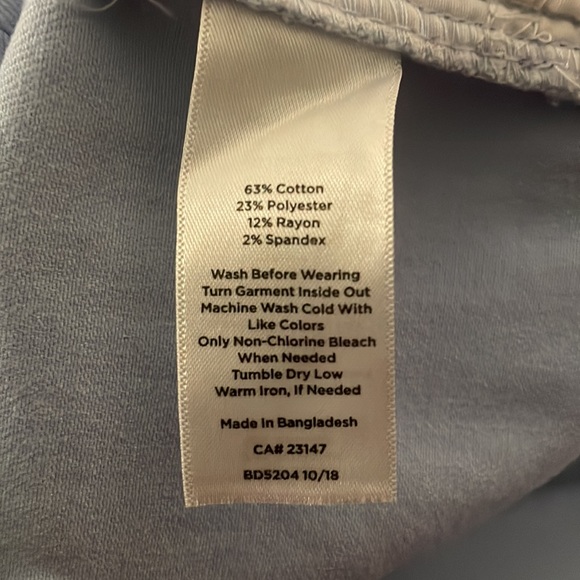 63% Cotton
23% Polyester
12% Rayon
2% Spandex
Wash Before Wearing
Turn Garment Inside Out
Machine Wash Cold With
Like Colors
Only Non-Chlorine Bleach
When Needed
Tumble Dry Low
Warm Iron, If Needed
Made In Bangladesh
CA# 23147
BD5204 10/18